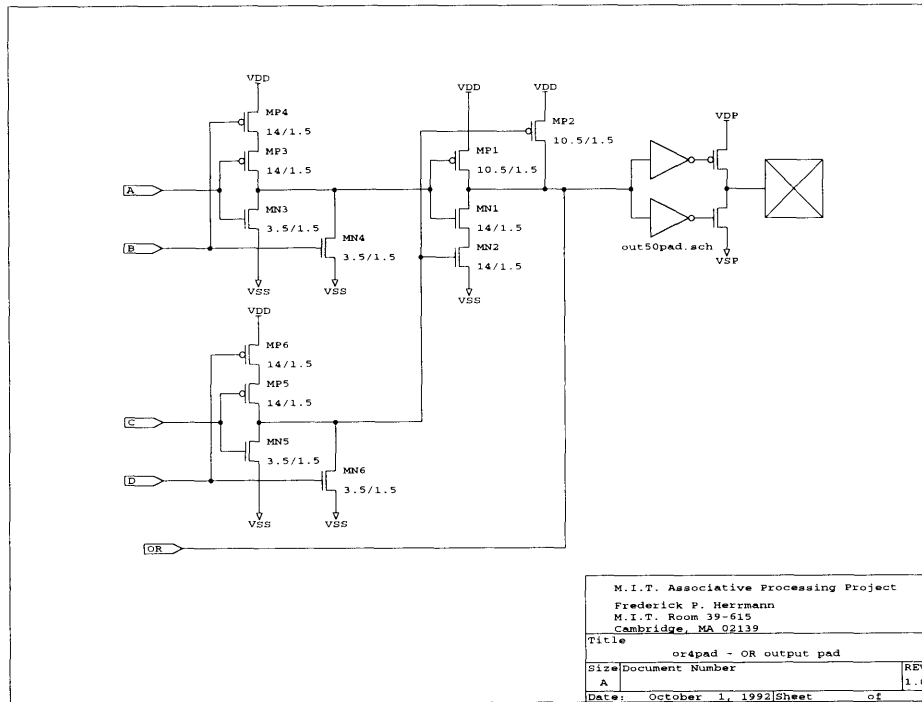 VDD
MP4
14/1.5
MP3
14/1.5
A
MN3
3.5/1.5
B
MN4
3.5/1.5
VSS
VSS
VDD
VDD
MP2
10.5/1.5
MP1
10.5/1.5
MN1
14/1.5
MN2
14/1.5
VSS
VDP
out50pad.sch
VSP
VDD
MP6
14/1.5
MP5
14/1.5
C
MN5
3.5/1.5
D
MN6
3.5/1.5
VSS
VSS
OR
M.I.T. Associative Processing Project
Frederick P. Herrmann
M.I.T. Room 39-615
Cambridge, MA 02139
Title
or4pad - OR output pad
Size Document Number
REV
A
Date: October 1, 1992 Sheet of